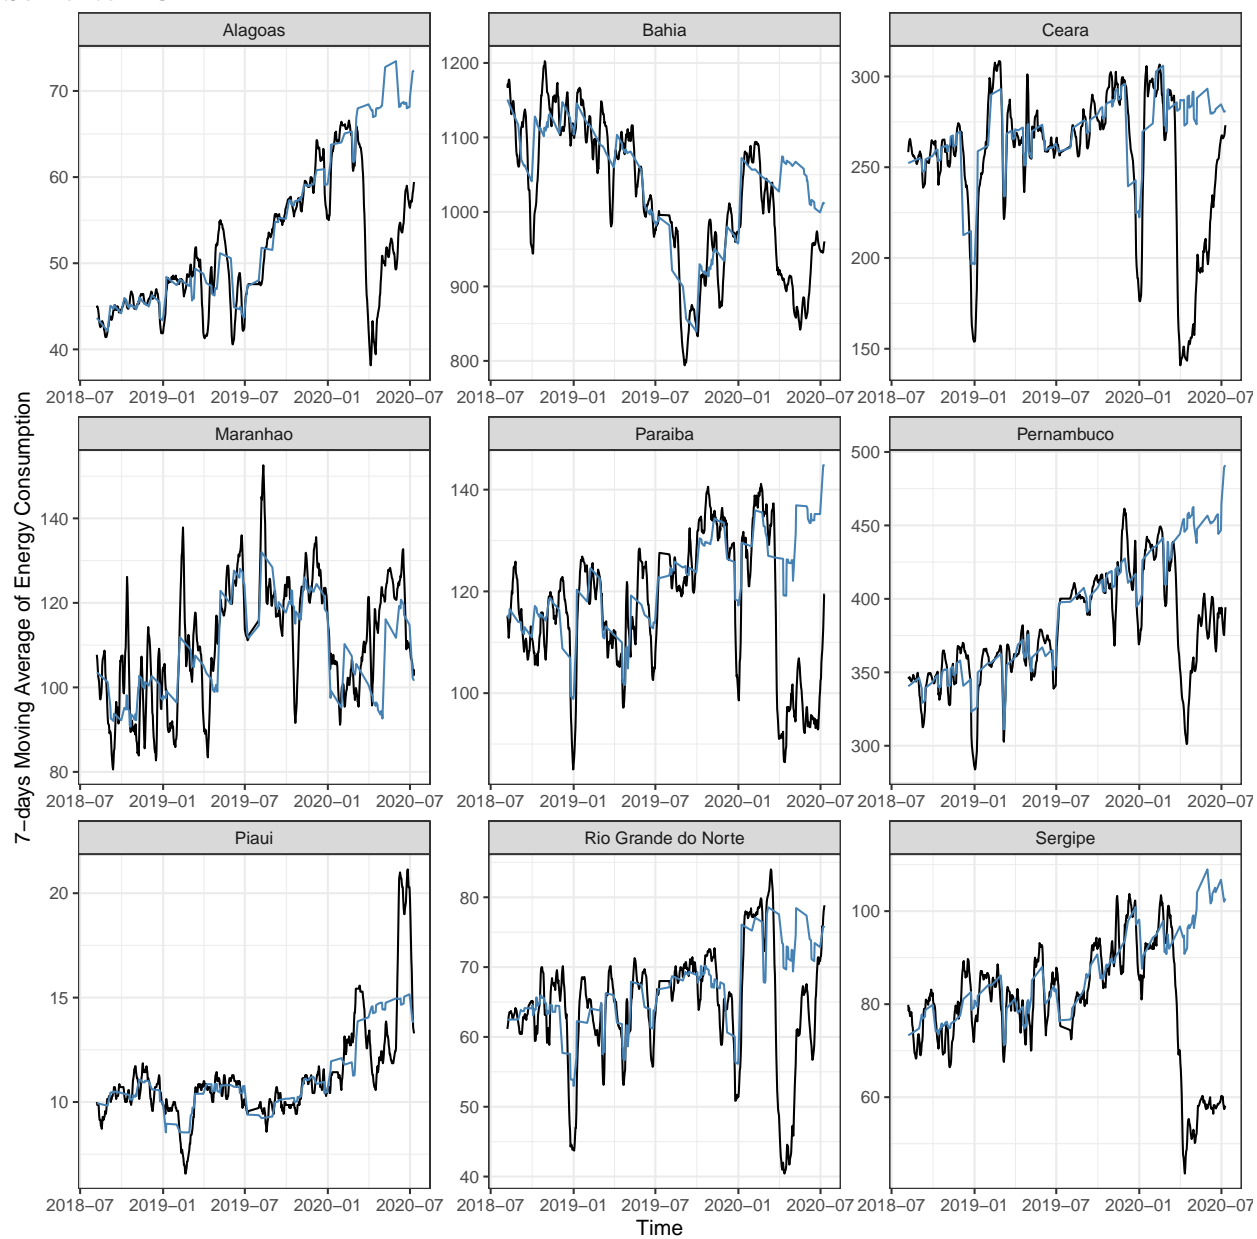 Alagoas
Bahia
Ceara
70
60
50
40
1200
1100
1000
900
800
300
250
200
150
2018−07 2019−01 2019−07 2020−01 2020−07
2018−07 2019−01 2019−07 2020−01 2020−07
2018−07 2019−01 2019−07 2020−01 2020−07
Maranhao
Paraiba
Pernambuco
140
120
100
80
140
120
100
500
450
400
350
300
2018−07 2019−01 2019−07 2020−01 2020−07
2018−07 2019−01 2019−07 2020−01 2020−07
2018−07 2019−01 2019−07 2020−01 2020−07
7−days Moving Average of Energy Consumption
Piaui
Rio Grande do Norte
Sergipe
20
15
10
80
70
60
50
40
100
80
60
2018−07 2019−01 2019−07 2020−01 2020−07
2018−07 2019−01 2019−07 2020−01 2020−07
2018−07 2019−01 2019−07 2020−01 2020−07
Time